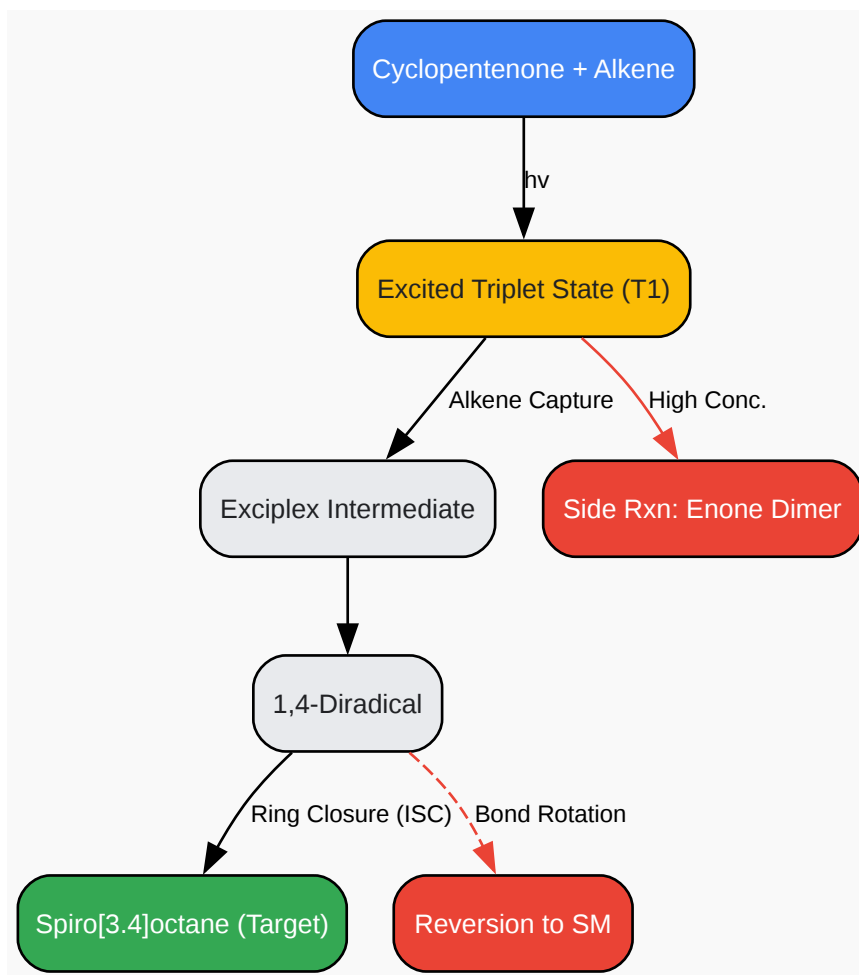 Cyclopentenone + Alkene
hv
Excited Triplet State (T1)
Alkene Capture
High Conc.
Exciplex Intermediate
Side Rxn: Enone Dimer
1,4-Diradical
Ring Closure (ISC)
Bond Rotation
Spiro[3.4]octane (Target)
Reversion to SM